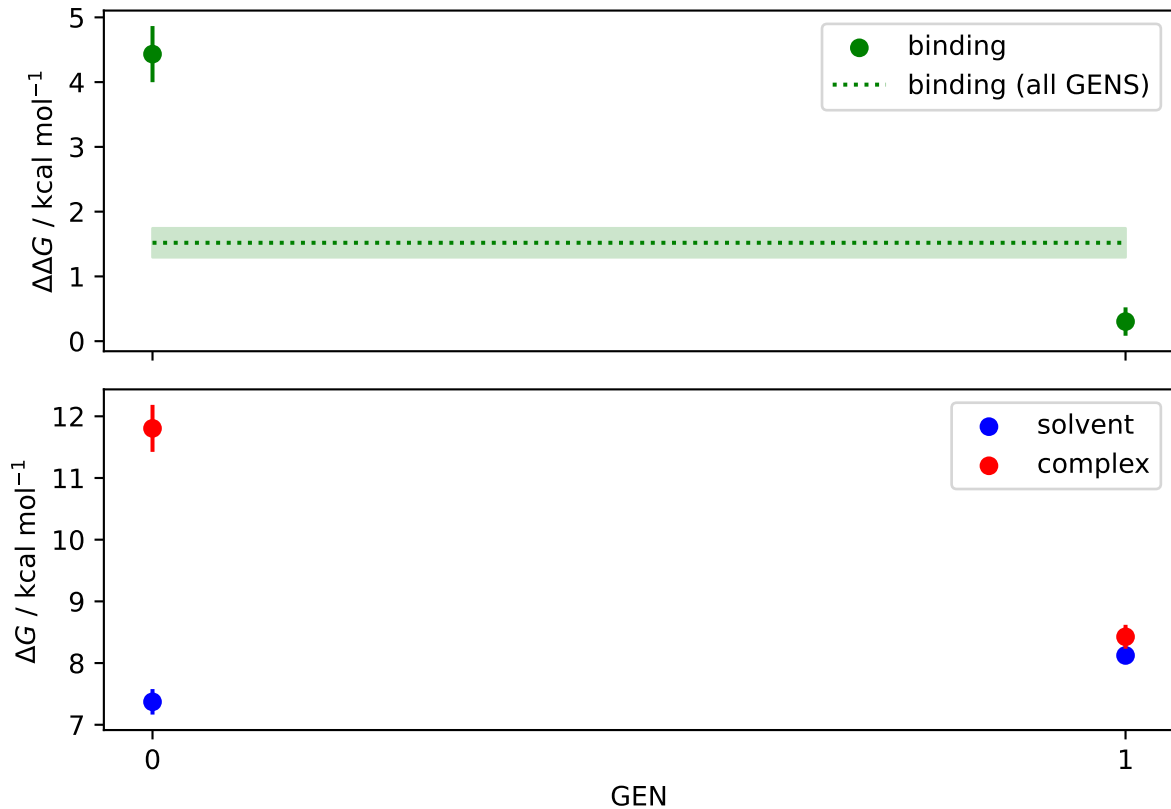 5
4
3
2
1
0
ΔΔG / kcal mol⁻¹
binding
binding (all GENS)
12
11
10
9
8
7
ΔG / kcal mol⁻¹
solvent
complex
0
1
GEN